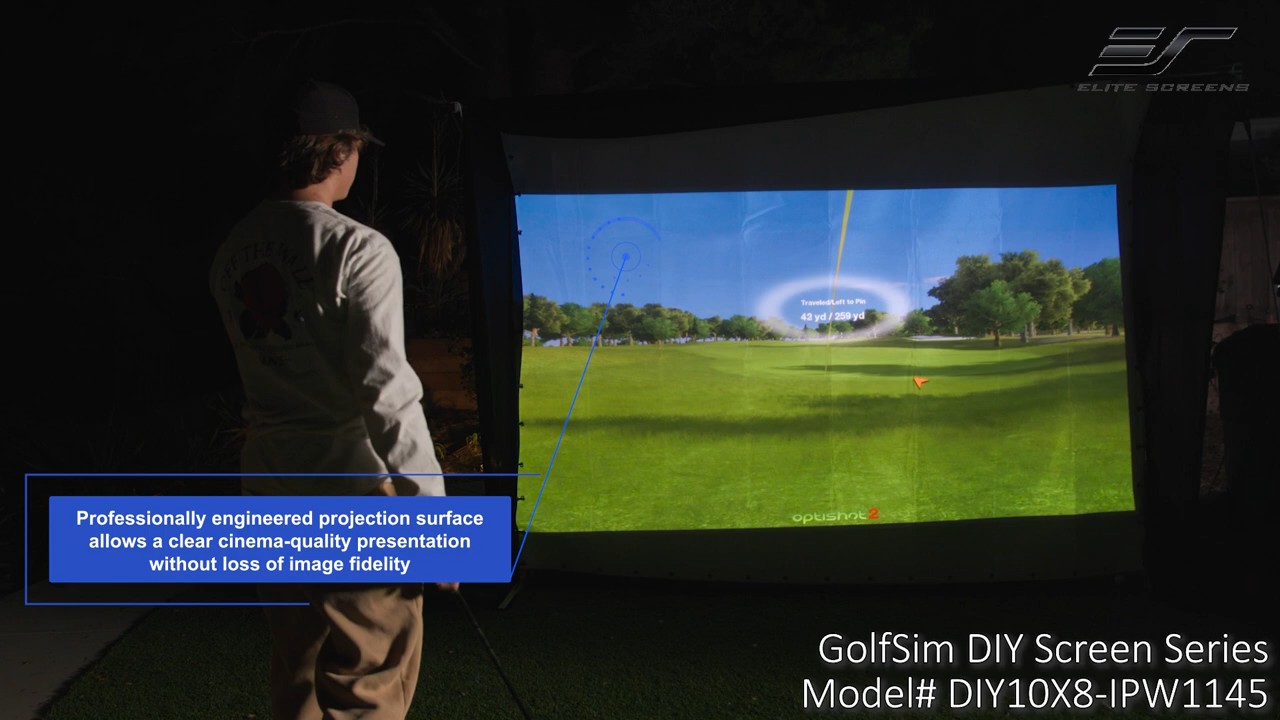 ELITE SCREENS
Traveled/Left to Pin
43 yd / 259 yd
optishot2
Professionally engineered projection surface
allows a clear cinema-quality presentation
without loss of image fidelity
GolfSim DIY Screen Series
Model# DIY10X8-IPW1145